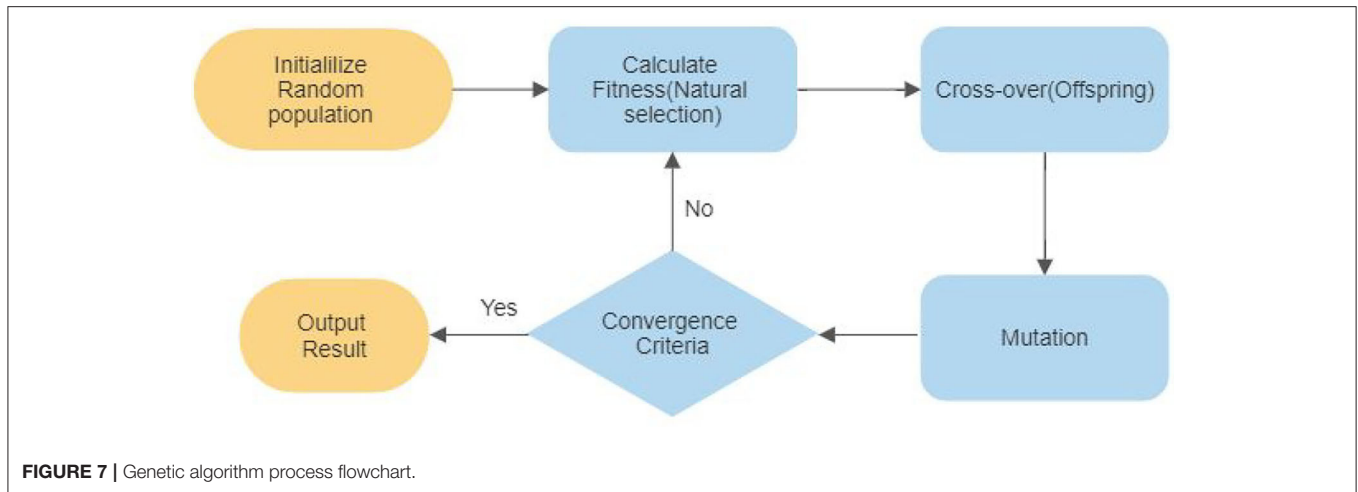 Initialilize
Random
population
Calculate
Fitness(Natural
selection)
Cross-over(Offspring)
No
Yes
Output
Result
Convergence
Criteria
Mutation
FIGURE 7 | Genetic algorithm process flowchart.